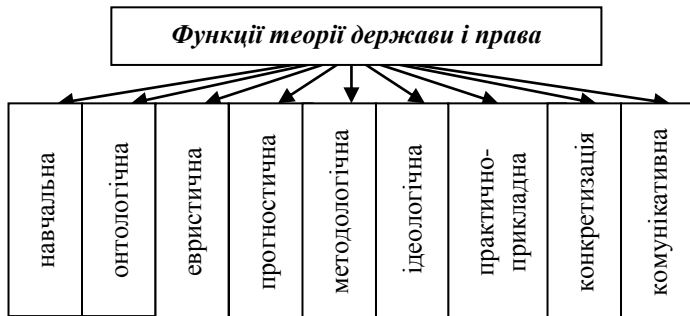 Функції теорії держави і права
навчальна
онтологічна
евристична
прогностична
методологічна
ідеологічна
практично-
прикладна
конкретизація
комунікативна